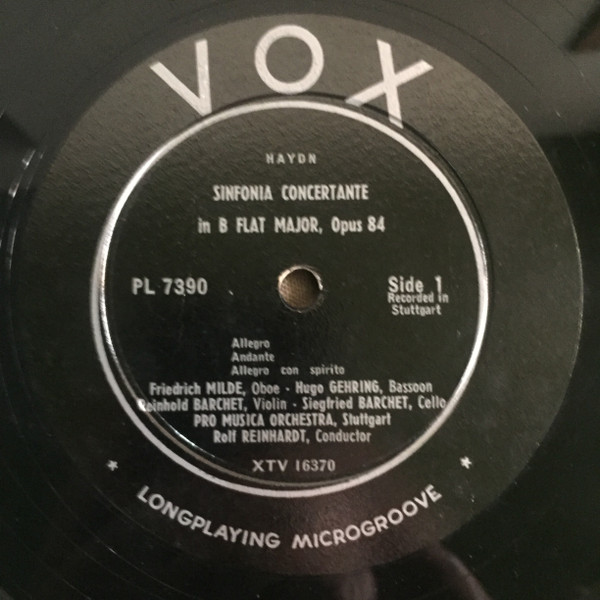 VOX
HAYDN
SINFONIA CONCERTANTE
in B FLAT MAJOR, Opus 84
PL 7390
Side 1
Recorded in
Stuttgart
Allegro
Andante
Allegro con spirito
Friedrich MILDE, Oboe - Hugo GEHRING, Bassoon
Reinhold BARCHET, Violin - Siegfried BARCHET, Cello
PRO MUSICA ORCHESTRA, Stuttgart
Rolf REINHARDT, Conductor
XTV 16370
* LONGPLAYING MICROGROOVE *